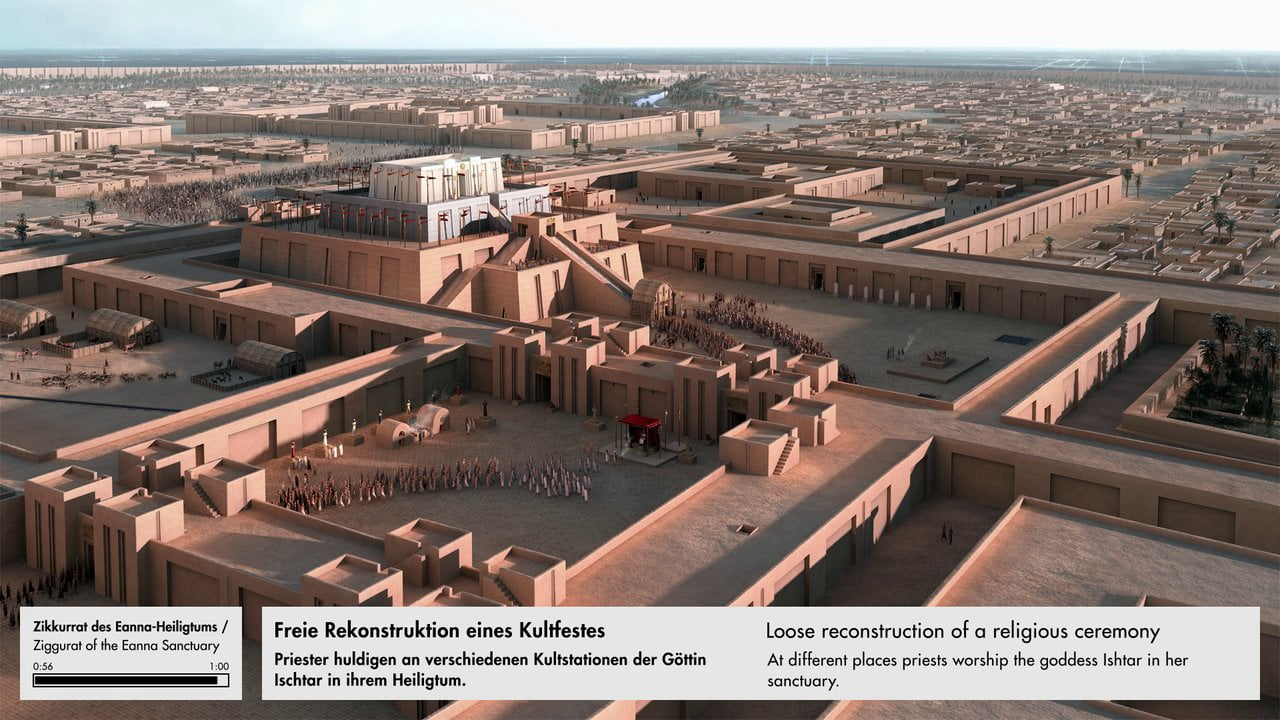 Zikkurrat des Eanna-Heiligtums /
Ziggurat of the Eanna Sanctuary
0:56 1:00
Freie Rekonstruktion eines Kultfestes
Priester huldigen an verschiedenen Kultstationen der Göttin
Ischtar in ihrem Heiligtum.
Loose reconstruction of a religious ceremony
At different places priests worship the goddess Ishtar in her
sanctuary.